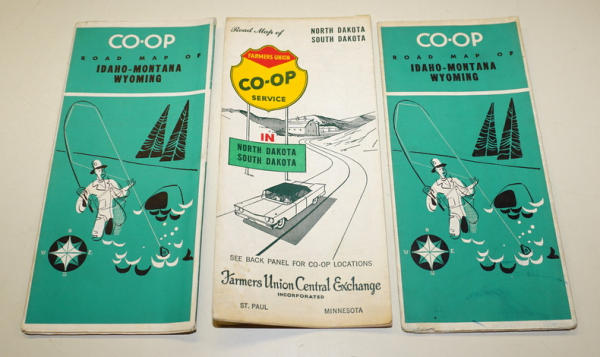 CO-OP
ROAD MAP OF
IDAHO-MONTANA
WYOMING
N
W
E
S
Road Map of
NORTH DAKOTA
SOUTH DAKOTA
FARMERS UNION
CO-OP
SERVICE
IN
NORTH DAKOTA
SOUTH DAKOTA
SEE BACK PANEL FOR CO-OP LOCATIONS
Farmers Union Central Exchange
INCORPORATED
ST. PAUL MINNESOTA
CO-OP
ROAD MAP OF
IDAHO-MONTANA
WYOMING
N
W
E
S